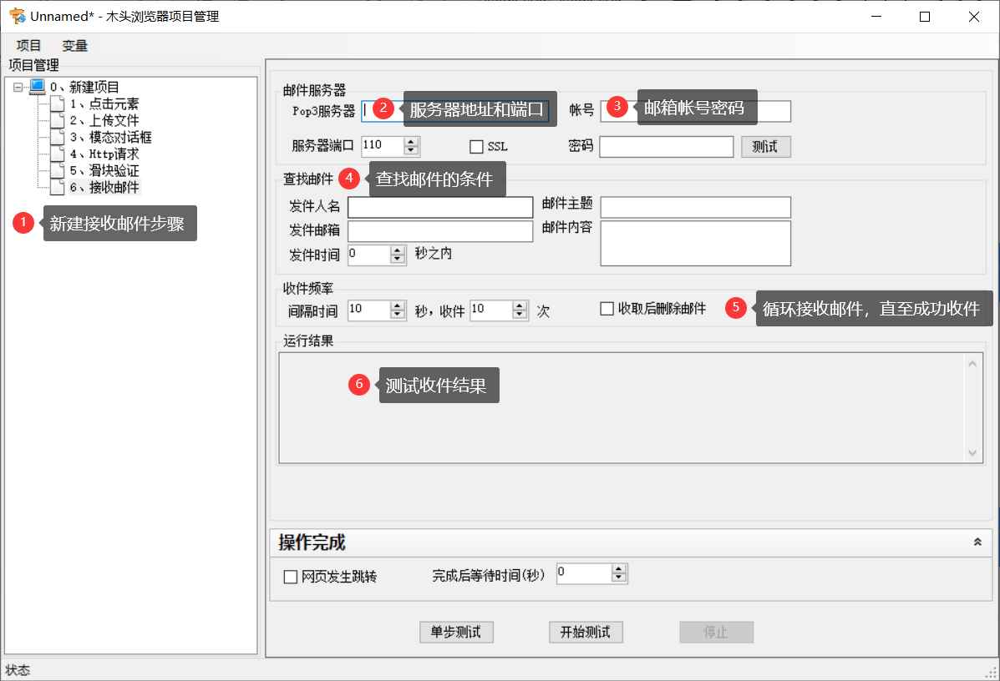 Unnamed* - 木头浏览器项目管理
项目 变量
项目管理
0、新建项目
1、点击元素
2、上传文件
3、模态对话框
4、Http请求
5、滑块验证
6、接收邮件
1 新建接收邮件步骤
邮件服务器
Pop3服务器 2 服务器地址和端口 帐号 3 邮箱帐号密码
服务器端口 110 SSL 密码 测试
查找邮件 4 查找邮件的条件
发件人名 邮件主题
发件邮箱 邮件内容
发件时间 0 秒之内
收件频率
间隔时间 10 秒，收件 10 次 收取后删除邮件 5 循环接收邮件，直至成功收件
运行结果
6 测试收件结果
操作完成
网页发生跳转 完成后等待时间(秒) 0
单步测试 开始测试 停止
状态